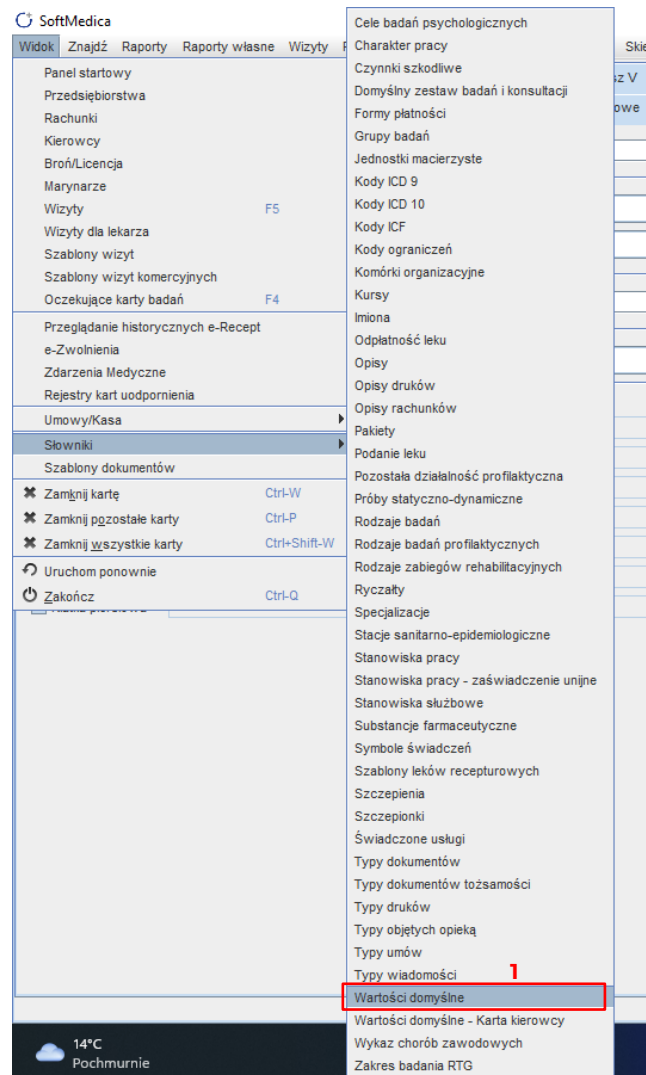 SoftMedica
Widok Znajdź Raporty Raporty własne Wizyty
Panel startowy
Przedsiębiorstwa
Rachunki
Kierowcy
Broń/Licencja
Marynarze
Wizyty F5
Wizyty dla lekarza
Szablony wizyt
Szablony wizyt komercyjnych
Oczekujące karty badań F4
Przeglądanie historycznych e-Recept
e-Zwolnienia
Zdarzenia Medyczne
Rejestry kart uodpornienia
Umowy/Kasa
Słowniki
Szablony dokumentów
Zamknij kartę Ctrl-W
Zamknij pozostałe karty Ctrl-P
Zamknij wszystkie karty Ctrl+Shift-W
Uruchom ponownie
Zakończ Ctrl-Q
Cele badań psychologicznych
Charakter pracy
Czynnki szkodliwe
Domyślny zestaw badań i konsultacji
Formy płatności
Grupy badań
Jednostki macierzyste
Kody ICD 9
Kody ICD 10
Kody ICF
Kody ograniczeń
Komórki organizacyjne
Kursy
Imiona
Odpłatność leku
Opisy
Opisy druków
Opisy rachunków
Pakiety
Podanie leku
Pozostała działalność profilaktyczna
Próby statyczno-dynamiczne
Rodzaje badań
Rodzaje badań profilaktycznych
Rodzaje zabiegów rehabilitacyjnych
Ryczałty
Specjalizacje
Stacje sanitarno-epidemiologiczne
Stanowiska pracy
Stanowiska pracy - zaświadczenie unijne
Stanowiska służbowe
Substancje farmaceutyczne
Symbole świadczeń
Szablony leków recepturowych
Szczepienia
Szczepionki
Świadczone usługi
Typy dokumentów
Typy dokumentów tożsamości
Typy druków
Typy objętych opieką
Typy umów
Typy wiadomości
1
Wartości domyślne
Wartości domyślne - Karta kierowcy
Wykaz chorób zawodowych
Zakres badania RTG
14°C
Pochmurnie